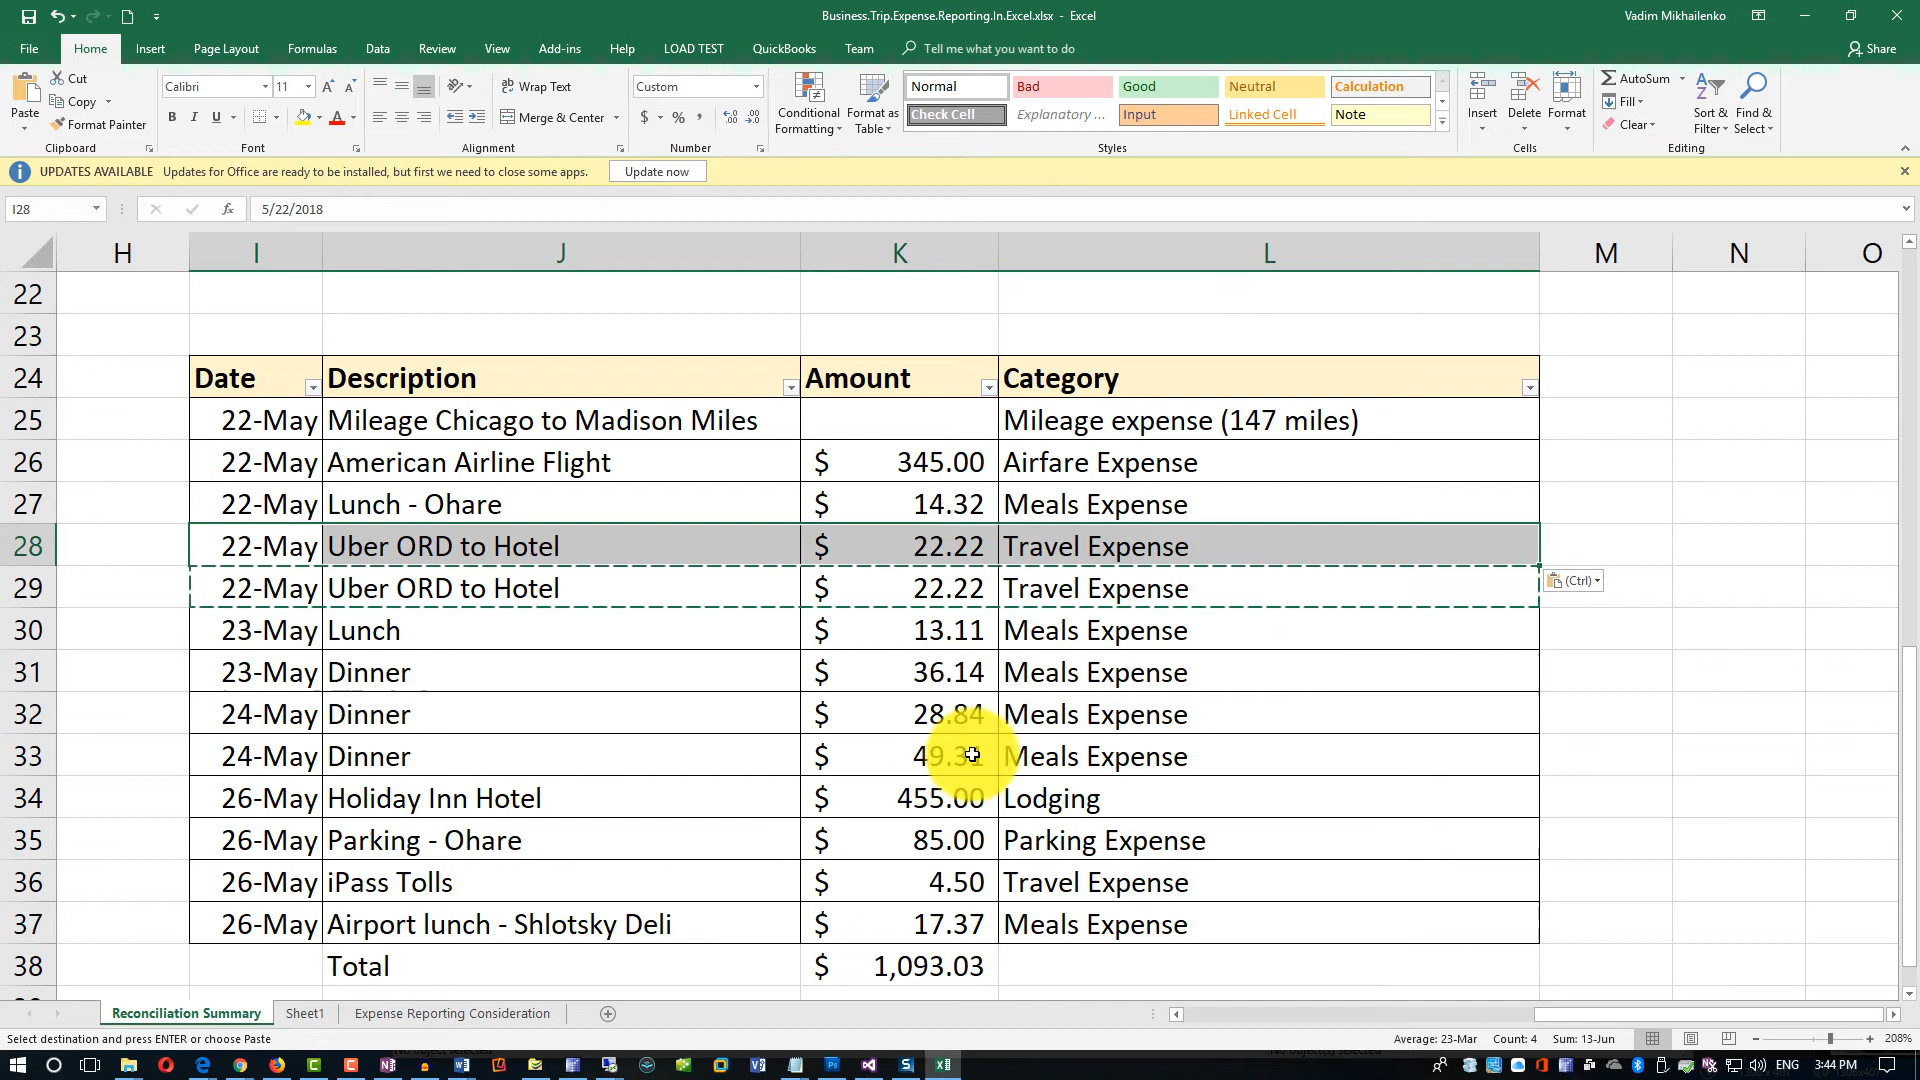 Business.Trip.Expense.Reporting.In.Excel.xlsx - Excel
Vadim Mikhailenko
File Home Insert Page Layout Formulas Data Review View Add-ins Help LOAD TEST QuickBooks Team Tell me what you want to do Share
Paste
Cut
Copy
Format Painter
Clipboard
Calibri 11
B I U A
Font
Wrap Text
Merge & Center
Alignment
Custom
$ % ,
Number
Conditional Formatting
Format as Table
Normal Bad Good Neutral Calculation
Check Cell Explanatory ... Input Linked Cell Note
Styles
Insert Delete Format
Cells
AutoSum
Fill
Clear
Sort & Filter
Find & Select
Editing
UPDATES AVAILABLE Updates for Office are ready to be installed, but first we need to close some apps. Update now
I28 fx 5/22/2018
H I J K L M N O
22
23
24 Date Description Amount Category
25 22-May Mileage Chicago to Madison Miles Mileage expense (147 miles)
26 22-May American Airline Flight $ 345.00 Airfare Expense
27 22-May Lunch - Ohare $ 14.32 Meals Expense
28 22-May Uber ORD to Hotel $ 22.22 Travel Expense
29 22-May Uber ORD to Hotel $ 22.22 Travel Expense
(Ctrl)
30 23-May Lunch $ 13.11 Meals Expense
31 23-May Dinner $ 36.14 Meals Expense
32 24-May Dinner $ 28.84 Meals Expense
33 24-May Dinner $ 49.31 Meals Expense
34 26-May Holiday Inn Hotel $ 455.00 Lodging
35 26-May Parking - Ohare $ 85.00 Parking Expense
36 26-May iPass Tolls $ 4.50 Travel Expense
37 26-May Airport lunch - Shlotsky Deli $ 17.37 Meals Expense
38 Total $ 1,093.03
Reconciliation Summary Sheet1 Expense Reporting Consideration
Select destination and press ENTER or choose Paste
Average: 23-Mar Count: 4 Sum: 13-Jun 208%
ENG 3:44 PM